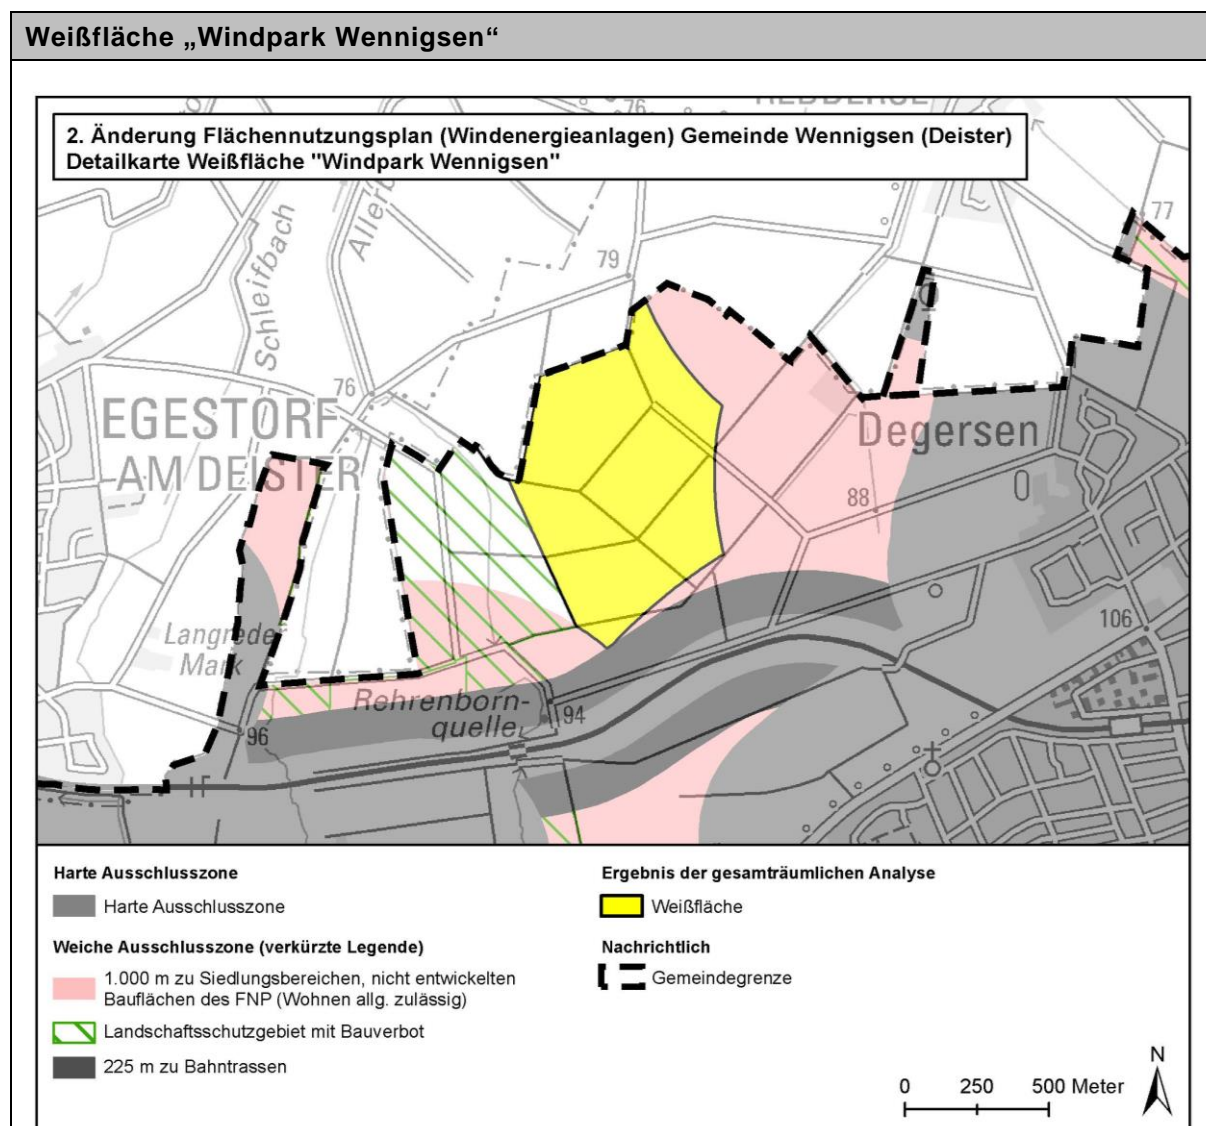 Weißfläche „Windpark Wennigsen“
2. Änderung Flächennutzungsplan (Windenergieanlagen) Gemeinde Wennigsen (Deister)
Detailkarte Weißfläche "Windpark Wennigsen"
76
77
79
Schleifbach
76
EGESTORF
AM DEISTER
Degersen
88
Langreder
Mark
106
Rehrenborn-
quelle
94
96
Harte Ausschlusszone
Harte Ausschlusszone
Weiche Ausschlusszone (verkürzte Legende)
1.000 m zu Siedlungsbereichen, nicht entwickelten
Bauflächen des FNP (Wohnen allg. zulässig)
Landschaftsschutzgebiet mit Bauverbot
225 m zu Bahntrassen
Ergebnis der gesamträumlichen Analyse
Weißfläche
Nachrichtlich
Gemeindegrenze
N
0 250 500 Meter